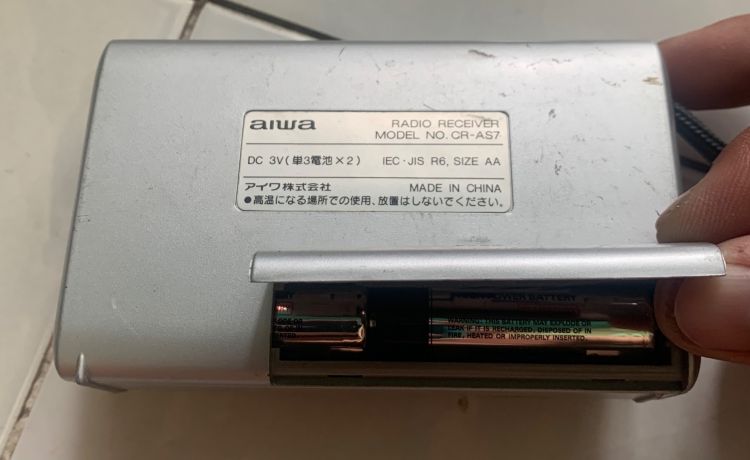 aiwa
RADIO RECEIVER
MODEL NO. CR-AS7
DC 3V(単3電池×2) IEC・JIS R6, SIZE AA
アイワ株式会社 MADE IN CHINA
●高温になる場所での使用、放置はしないでください。
POWER BATTERY
WARNING: THIS BATTERY MAY EXPLODE OR
LEAK IF IT IS RECHARGED, DISPOSED OF IN
FIRE, HEATED OR IMPROPERLY INSERTED.